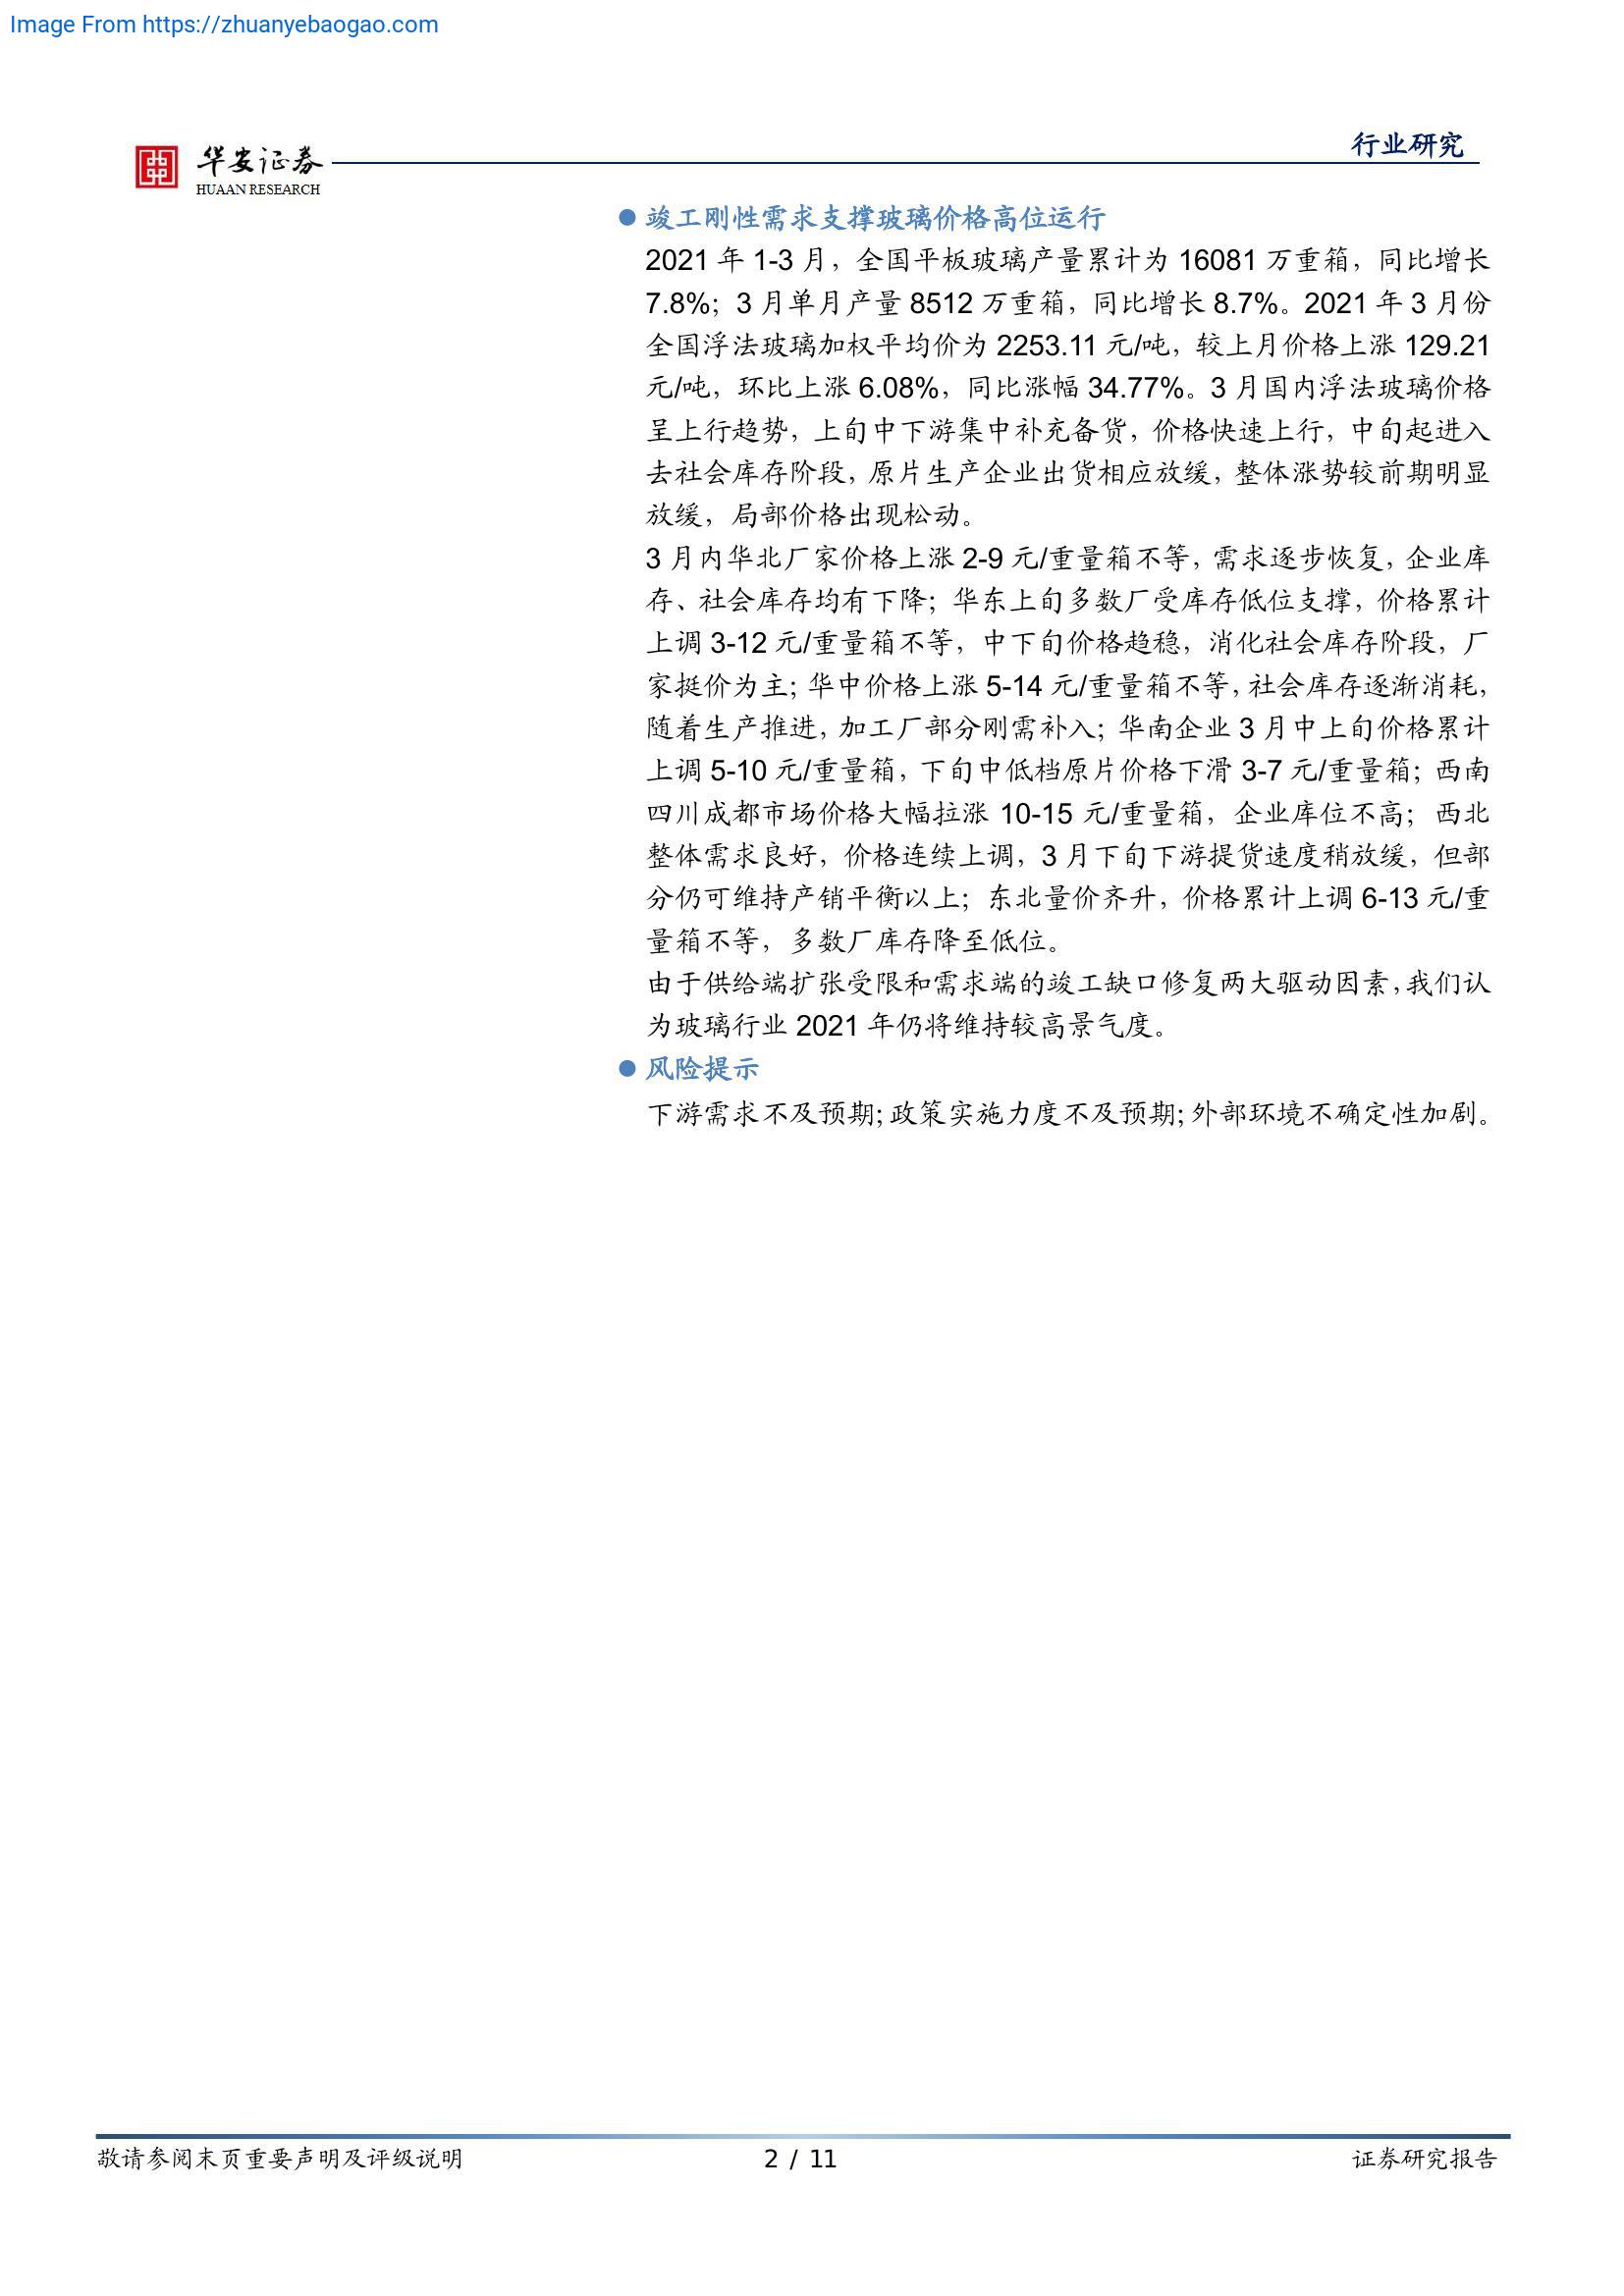 Image From https://zhuanyebaogao.com
华安证券
HUAAN RESEARCH
行业研究
竣工刚性需求支撑玻璃价格高位运行
2021 年 1-3 月，全国平板玻璃产量累计为 16081 万重箱，同比增长
7.8%；3 月单月产量 8512 万重箱，同比增长 8.7%。2021 年 3 月份
全国浮法玻璃加权平均价为 2253.11 元/吨，较上月价格上涨 129.21
元/吨，环比上涨 6.08%，同比涨幅 34.77%。3 月国内浮法玻璃价格
呈上行趋势，上旬中下游集中补充备货，价格快速上行，中旬起进入
去社会库存阶段，原片生产企业出货相应放缓，整体涨势较前期明显
放缓，局部价格出现松动。
3 月内华北厂家价格上涨 2-9 元/重量箱不等，需求逐步恢复，企业库
存、社会库存均有下降；华东上旬多数厂受库存低位支撑，价格累计
上调 3-12 元/重量箱不等，中下旬价格趋稳，消化社会库存阶段，厂
家挺价为主；华中价格上涨 5-14 元/重量箱不等，社会库存逐渐消耗，
随着生产推进，加工厂部分刚需补入；华南企业 3 月中上旬价格累计
上调 5-10 元/重量箱，下旬中低档原片价格下滑 3-7 元/重量箱；西南
四川成都市场价格大幅拉涨 10-15 元/重量箱，企业库位不高；西北
整体需求良好，价格连续上调，3 月下旬下游提货速度稍放缓，但部
分仍可维持产销平衡以上；东北量价齐升，价格累计上调 6-13 元/重
量箱不等，多数厂库存降至低位。
由于供给端扩张受限和需求端的竣工缺口修复两大驱动因素，我们认
为玻璃行业 2021 年仍将维持较高景气度。
风险提示
下游需求不及预期；政策实施力度不及预期；外部环境不确定性加剧。
敬请参阅末页重要声明及评级说明
2 / 11
证券研究报告